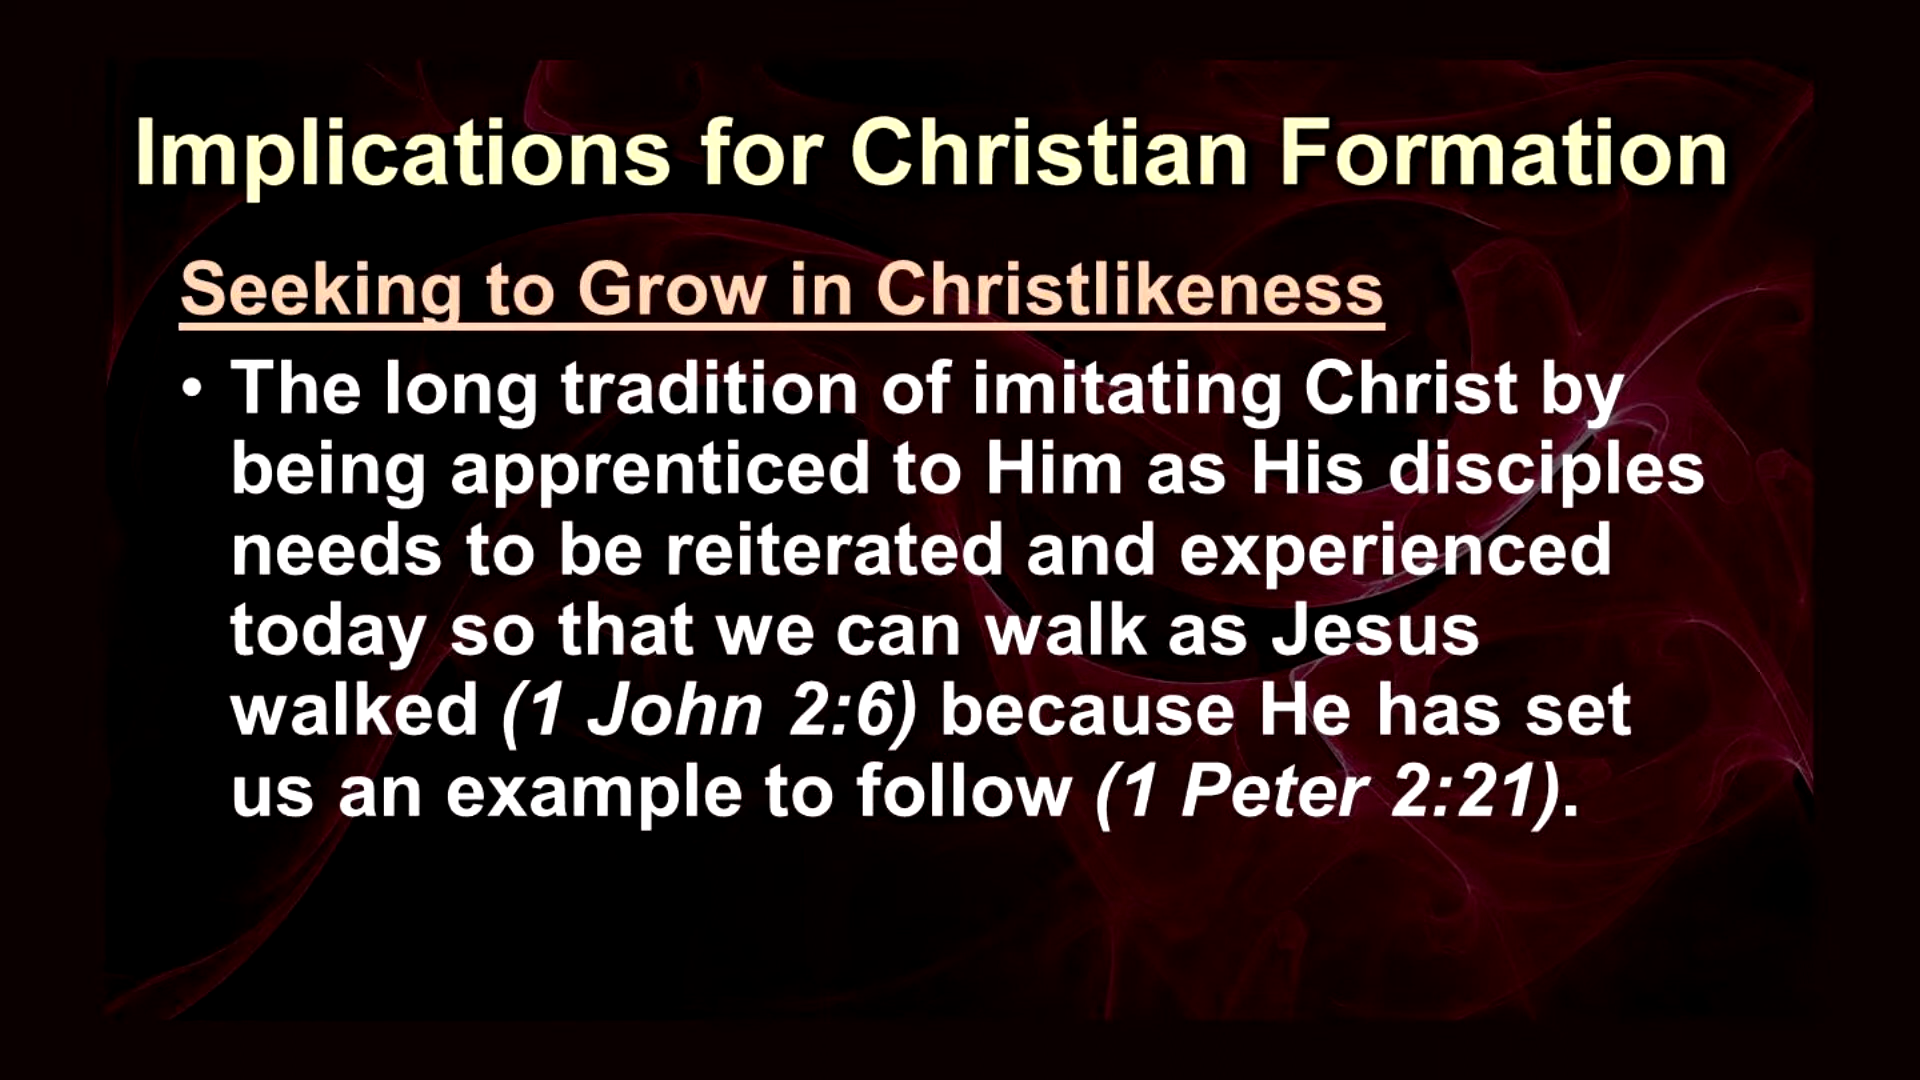 Implications for Christian Formation
Seeking to Grow in Christlikeness
• The long tradition of imitating Christ by
being apprenticed to Him as His disciples
needs to be reiterated and experienced
today so that we can walk as Jesus
walked (1 John 2:6) because He has set
us an example to follow (1 Peter 2:21).